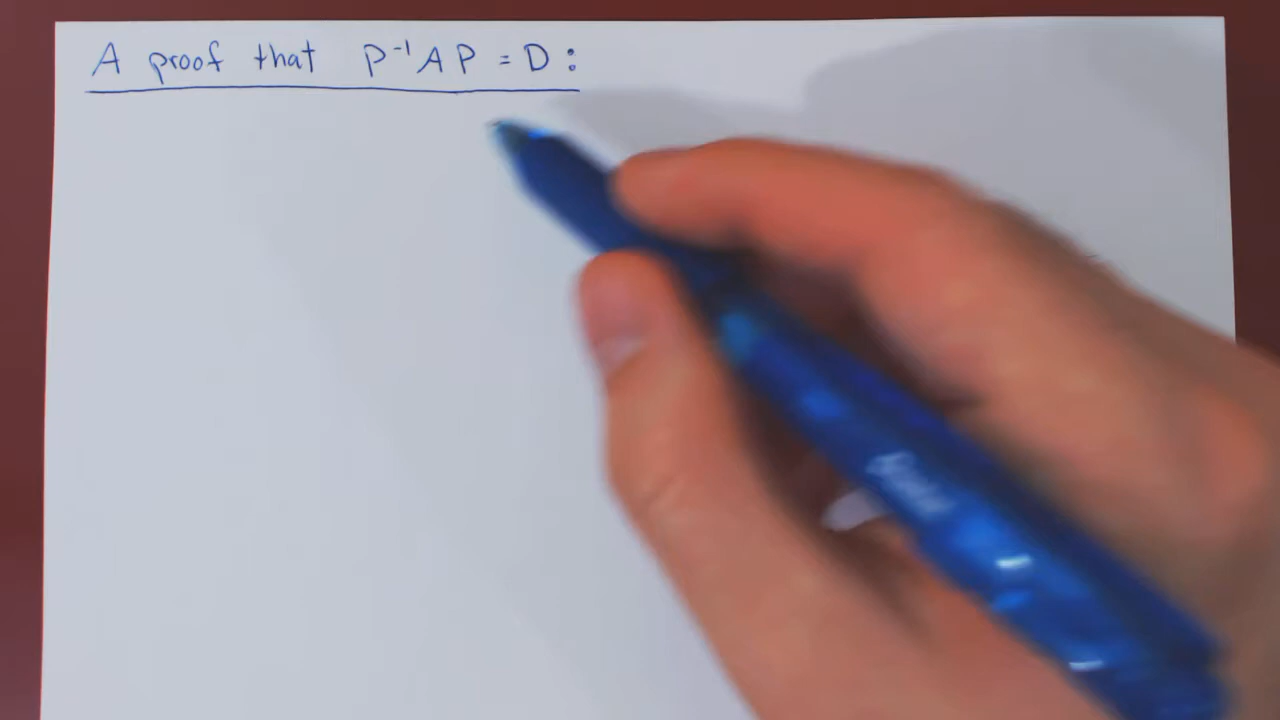 A proof that P⁻¹AP = D: